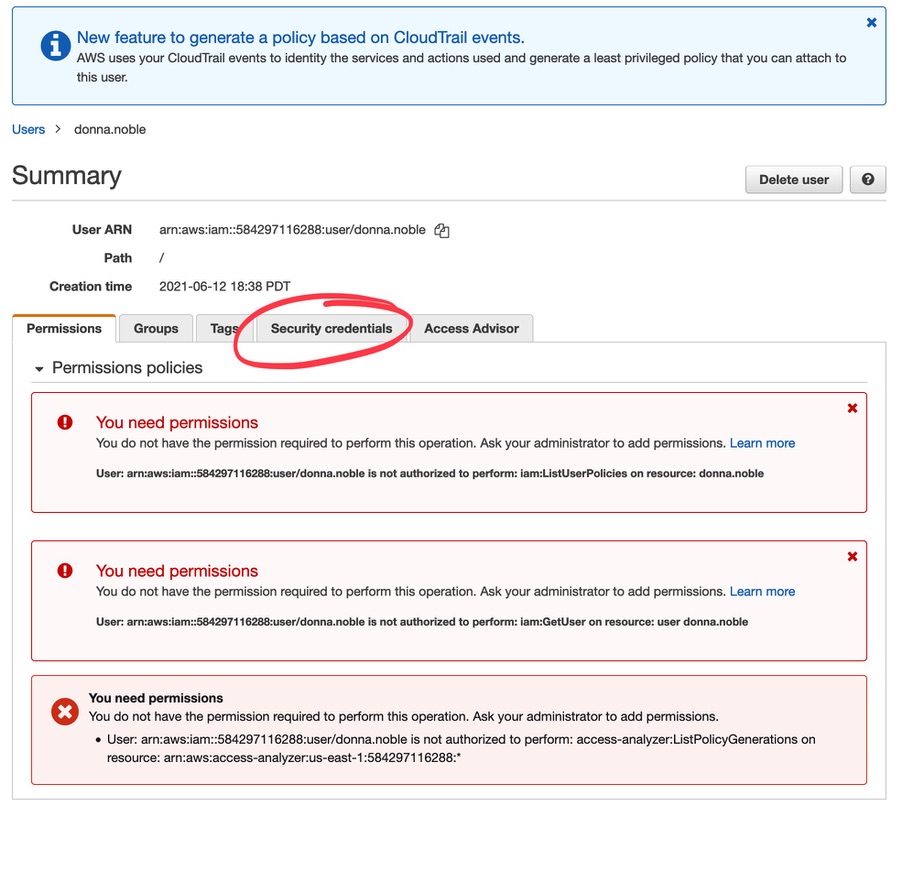 New feature to generate a policy based on CloudTrail events.
AWS uses your CloudTrail events to identity the services and actions used and generate a least privileged policy that you can attach to
this user.
Users > donna.noble
Summary
Delete user
User ARN arn:aws:iam::584297116288:user/donna.noble
Path /
Creation time 2021-06-12 18:38 PDT
Permissions Groups Tags Security credentials Access Advisor
Permissions policies
You need permissions
You do not have the permission required to perform this operation. Ask your administrator to add permissions. Learn more
User: arn:aws:iam::584297116288:user/donna.noble is not authorized to perform: iam:ListUserPolicies on resource: donna.noble
You need permissions
You do not have the permission required to perform this operation. Ask your administrator to add permissions. Learn more
User: arn:aws:iam::584297116288:user/donna.noble is not authorized to perform: iam:GetUser on resource: user donna.noble
You need permissions
You do not have the permission required to perform this operation. Ask your administrator to add permissions.
• User: arn:aws:iam::584297116288:user/donna.noble is not authorized to perform: access-analyzer:ListPolicyGenerations on
resource: arn:aws:access-analyzer:us-east-1:584297116288:*